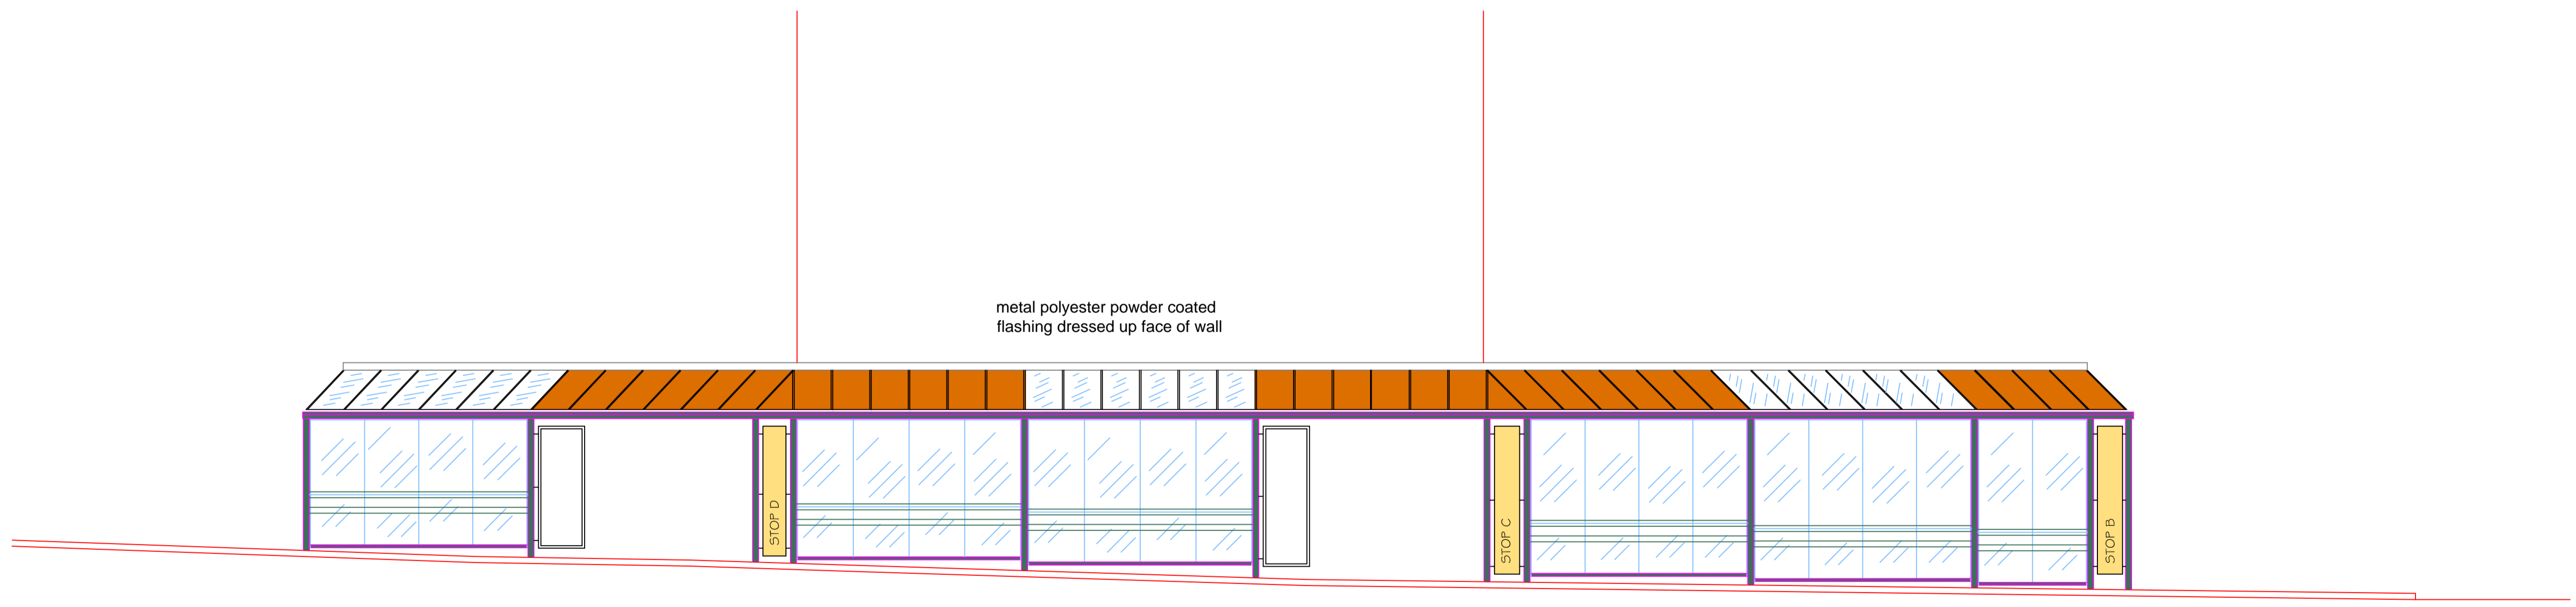 metal polyester powder coated
flashing dressed up face of wall
STOP D
STOP C
STOP B